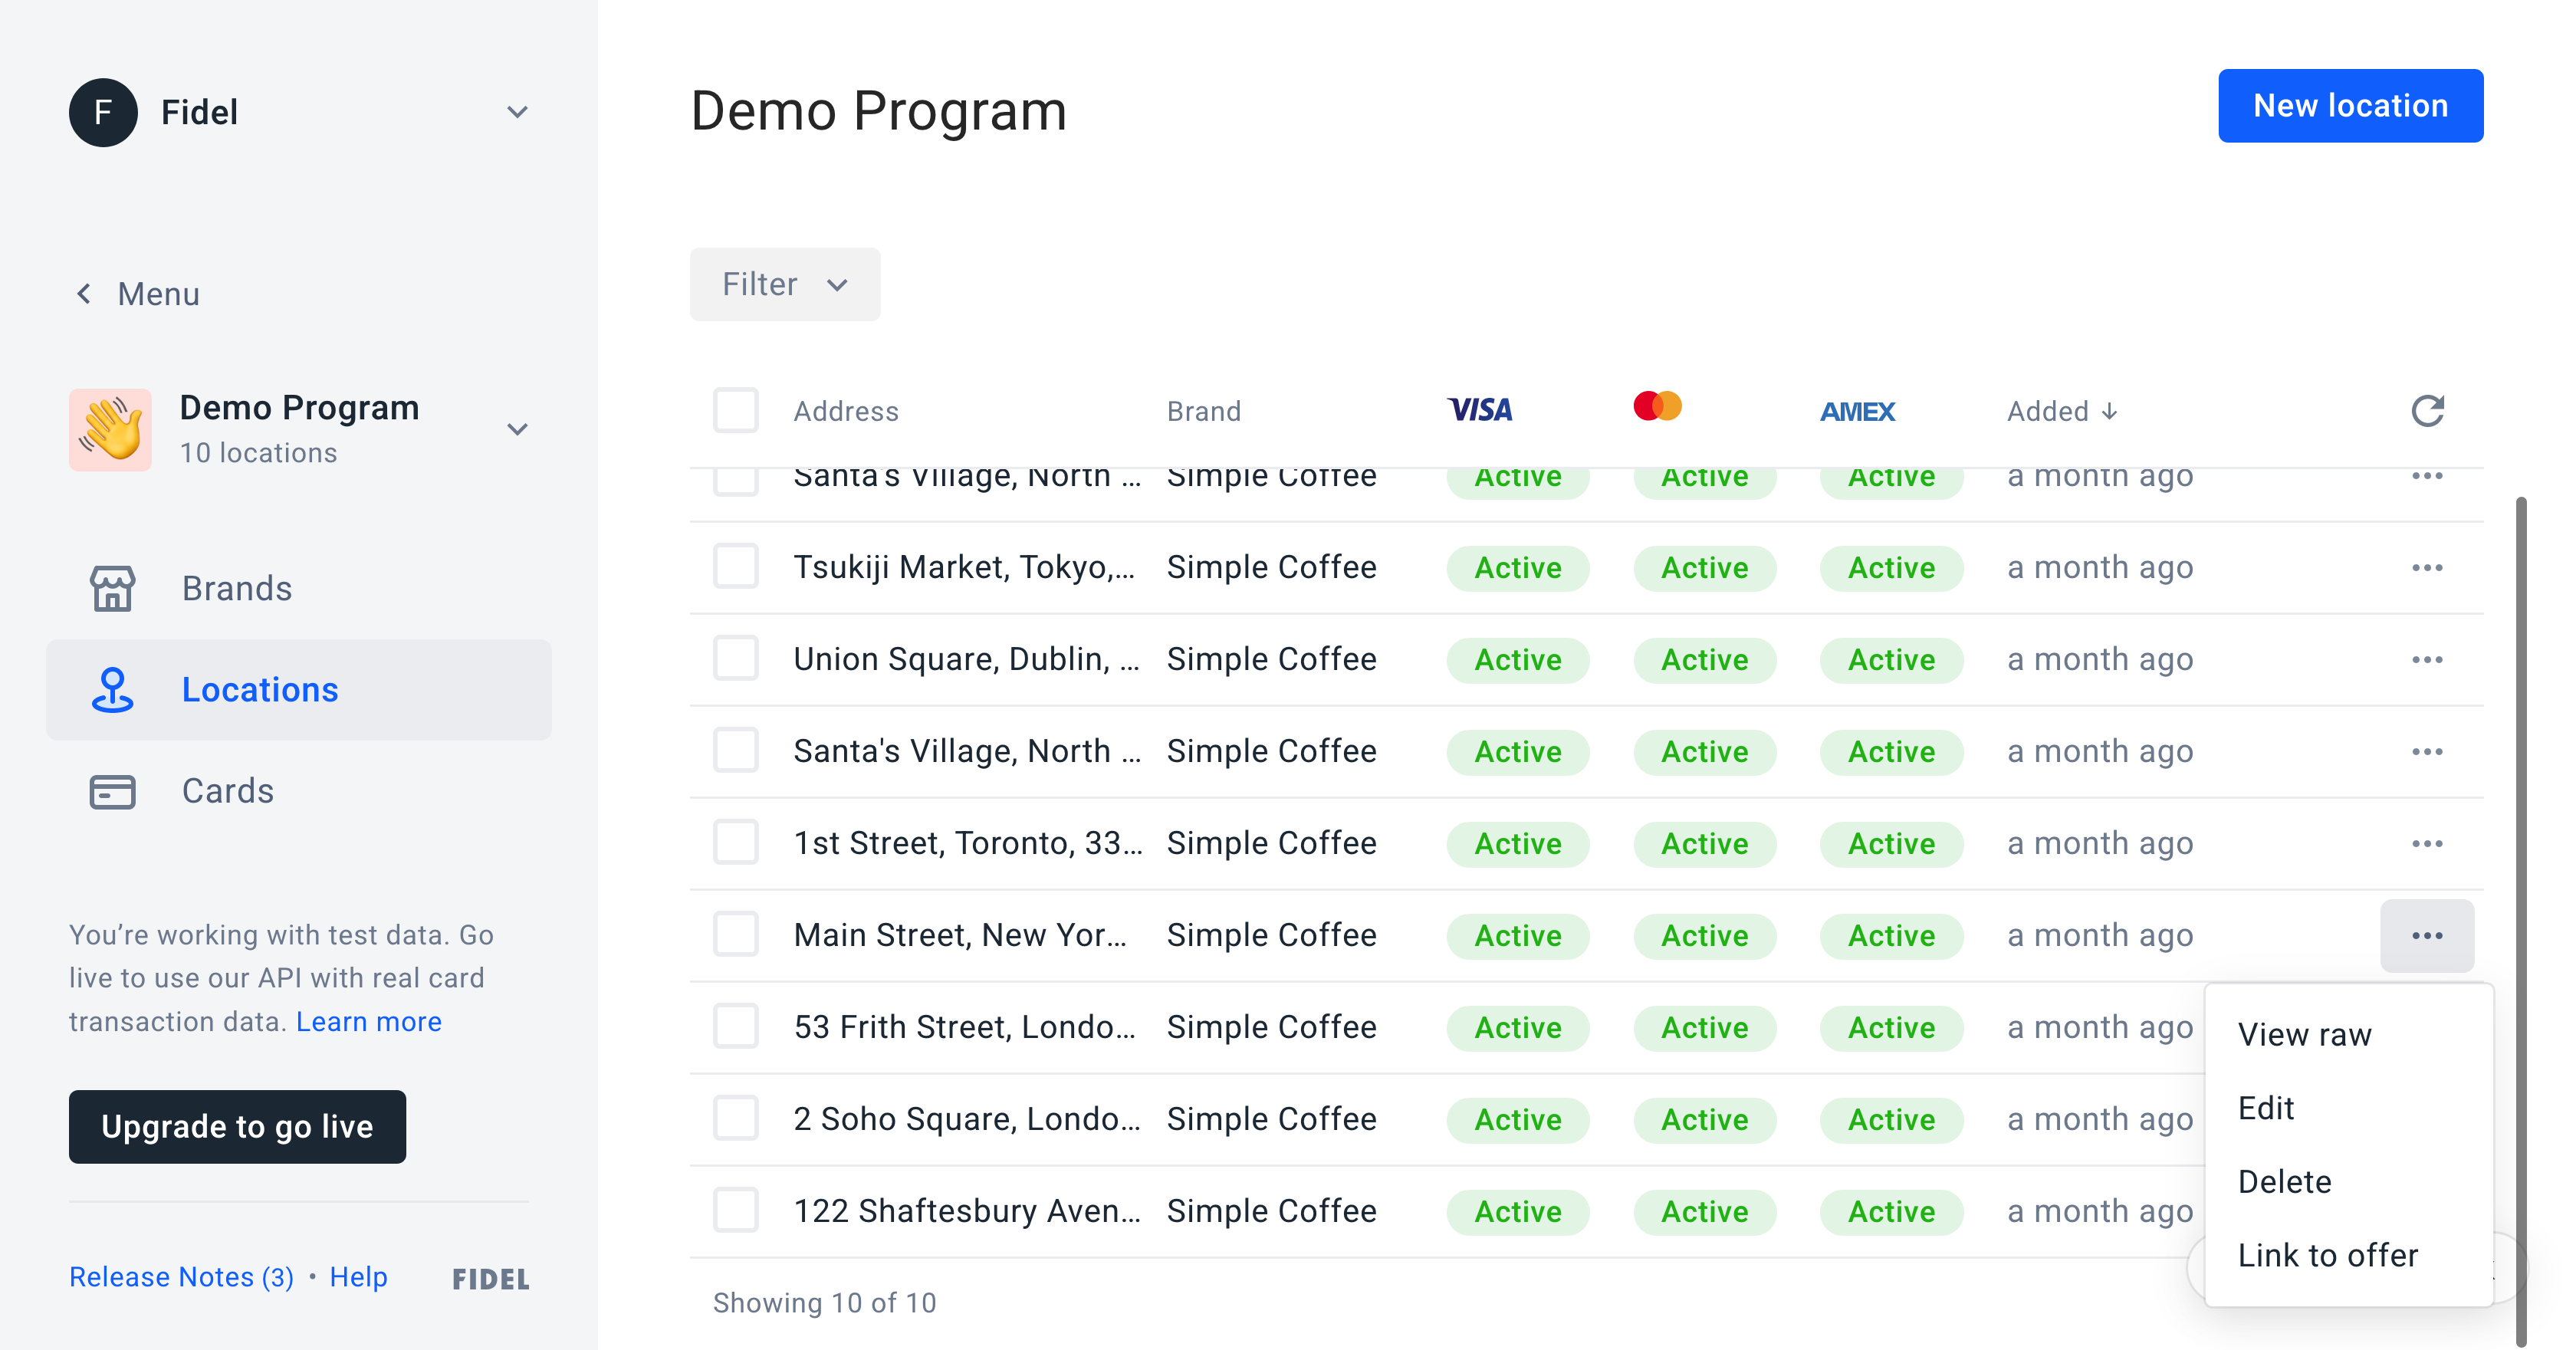 F Fidel
Menu
Demo Program
10 locations
Brands
Locations
Cards
You’re working with test data. Go
live to use our API with real card
transaction data. Learn more
Upgrade to go live
Release Notes (3) • Help FIDEL
Demo Program
New location
Filter
Address Brand VISA AMEX Added ↓
Santa's Village, North ... Simple Coffee Active Active Active a month ago
Tsukiji Market, Tokyo,... Simple Coffee Active Active Active a month ago
Union Square, Dublin, ... Simple Coffee Active Active Active a month ago
Santa's Village, North ... Simple Coffee Active Active Active a month ago
1st Street, Toronto, 33... Simple Coffee Active Active Active a month ago
Main Street, New Yor... Simple Coffee Active Active Active a month ago
53 Frith Street, Londo... Simple Coffee Active Active Active a month ago
2 Soho Square, Londo... Simple Coffee Active Active Active a month ago
122 Shaftesbury Aven... Simple Coffee Active Active Active a month ago
View raw
Edit
Delete
Link to offer
Showing 10 of 10